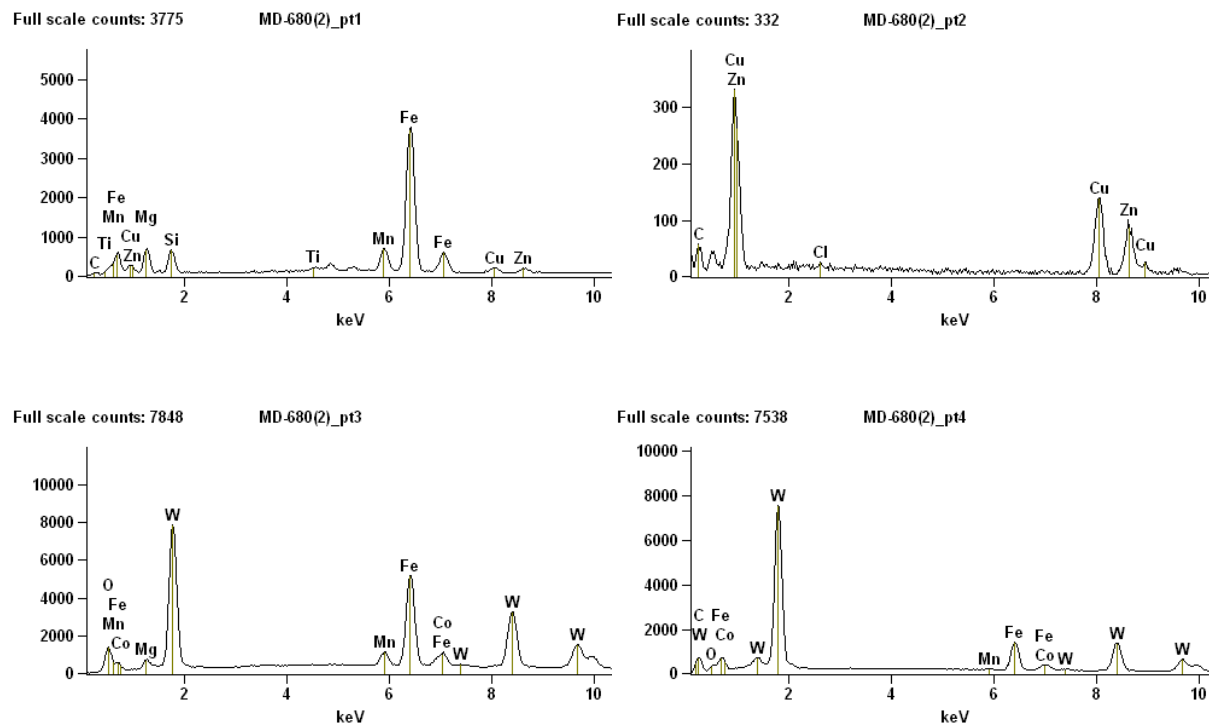 Full scale counts: 3775 MD-680(2)_pt1
5000
4000
3000
2000
1000
0
Fe
Mn
Ti
C
Cu
Zn
Mg
Si
Ti
Mn
Fe
Fe
Cu
Zn
2 4 6 8 10
keV
Full scale counts: 332 MD-680(2)_pt2
300
200
100
0
C
Cu
Zn
Cl
Cu
Zn
Cu
2 4 6 8 10
keV
Full scale counts: 7848 MD-680(2)_pt3
10000
8000
6000
4000
2000
0
O
Fe
Mn
Co
Mg
W
Mn
Fe
Co
Fe
W
W
W
2 4 6 8 10
keV
Full scale counts: 7538 MD-680(2)_pt4
10000
8000
6000
4000
2000
0
C
W
O
Fe
Co
W
W
Mn
Fe
Fe
Co
W
W
W
2 4 6 8 10
keV